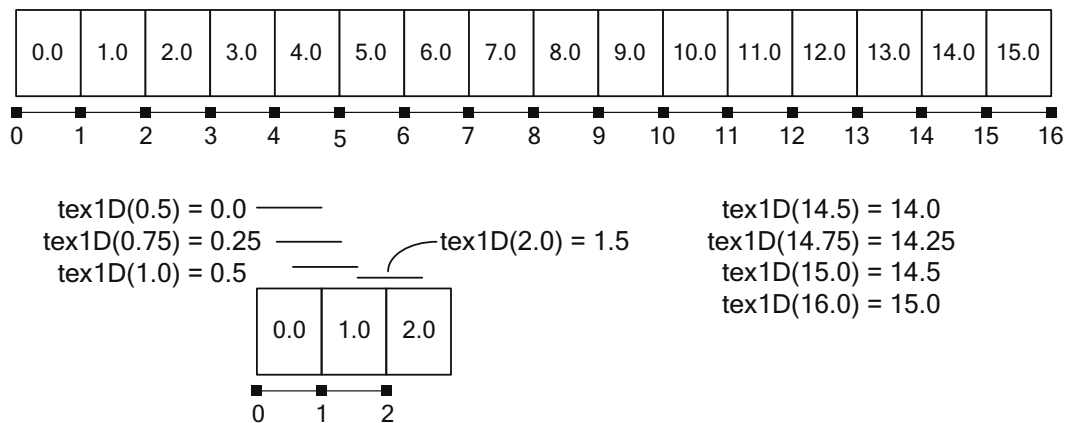 0.0 1.0 2.0 3.0 4.0 5.0 6.0 7.0 8.0 9.0 10.0 11.0 12.0 13.0 14.0 15.0
0 1 2 3 4 5 6 7 8 9 10 11 12 13 14 15 16
tex1D(0.5) = 0.0
tex1D(0.75) = 0.25
tex1D(1.0) = 0.5
tex1D(2.0) = 1.5
tex1D(14.5) = 14.0
tex1D(14.75) = 14.25
tex1D(15.0) = 14.5
tex1D(16.0) = 15.0
0.0 1.0 2.0
0 1 2